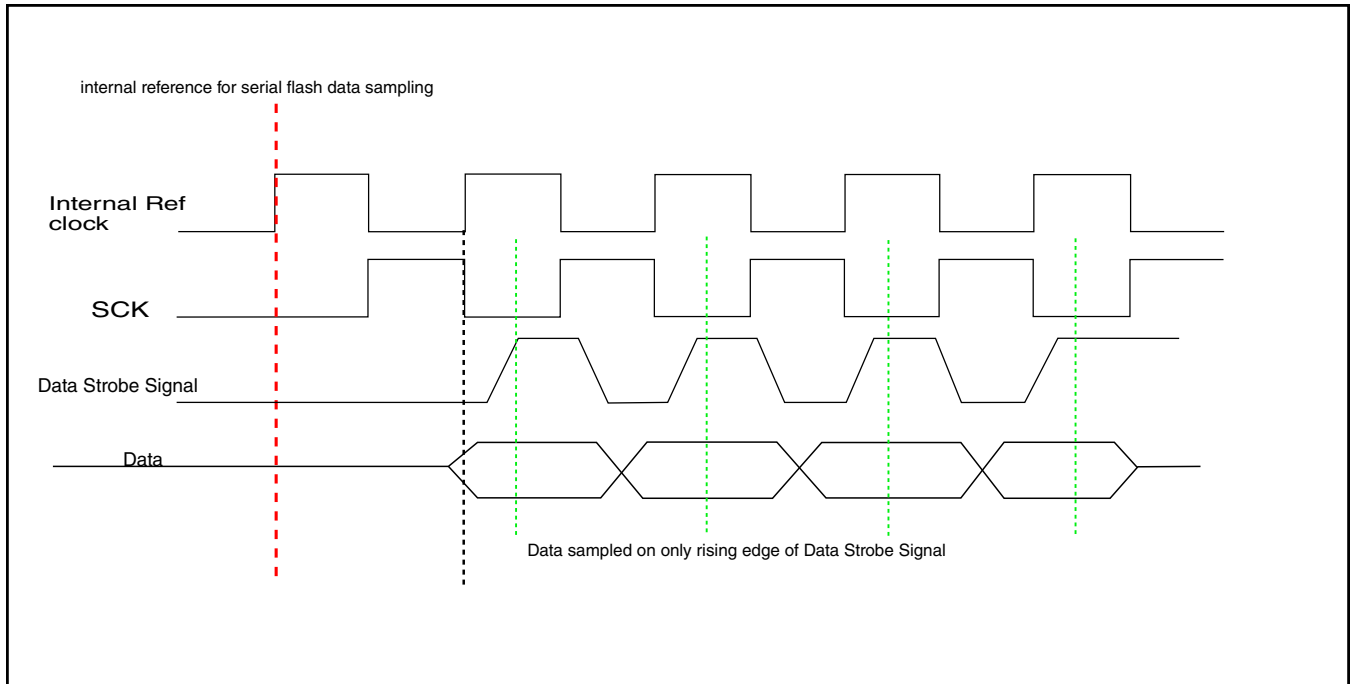 internal reference for serial flash data sampling
Internal Ref
clock
SCK
Data Strobe Signal
Data
Data sampled on only rising edge of Data Strobe Signal